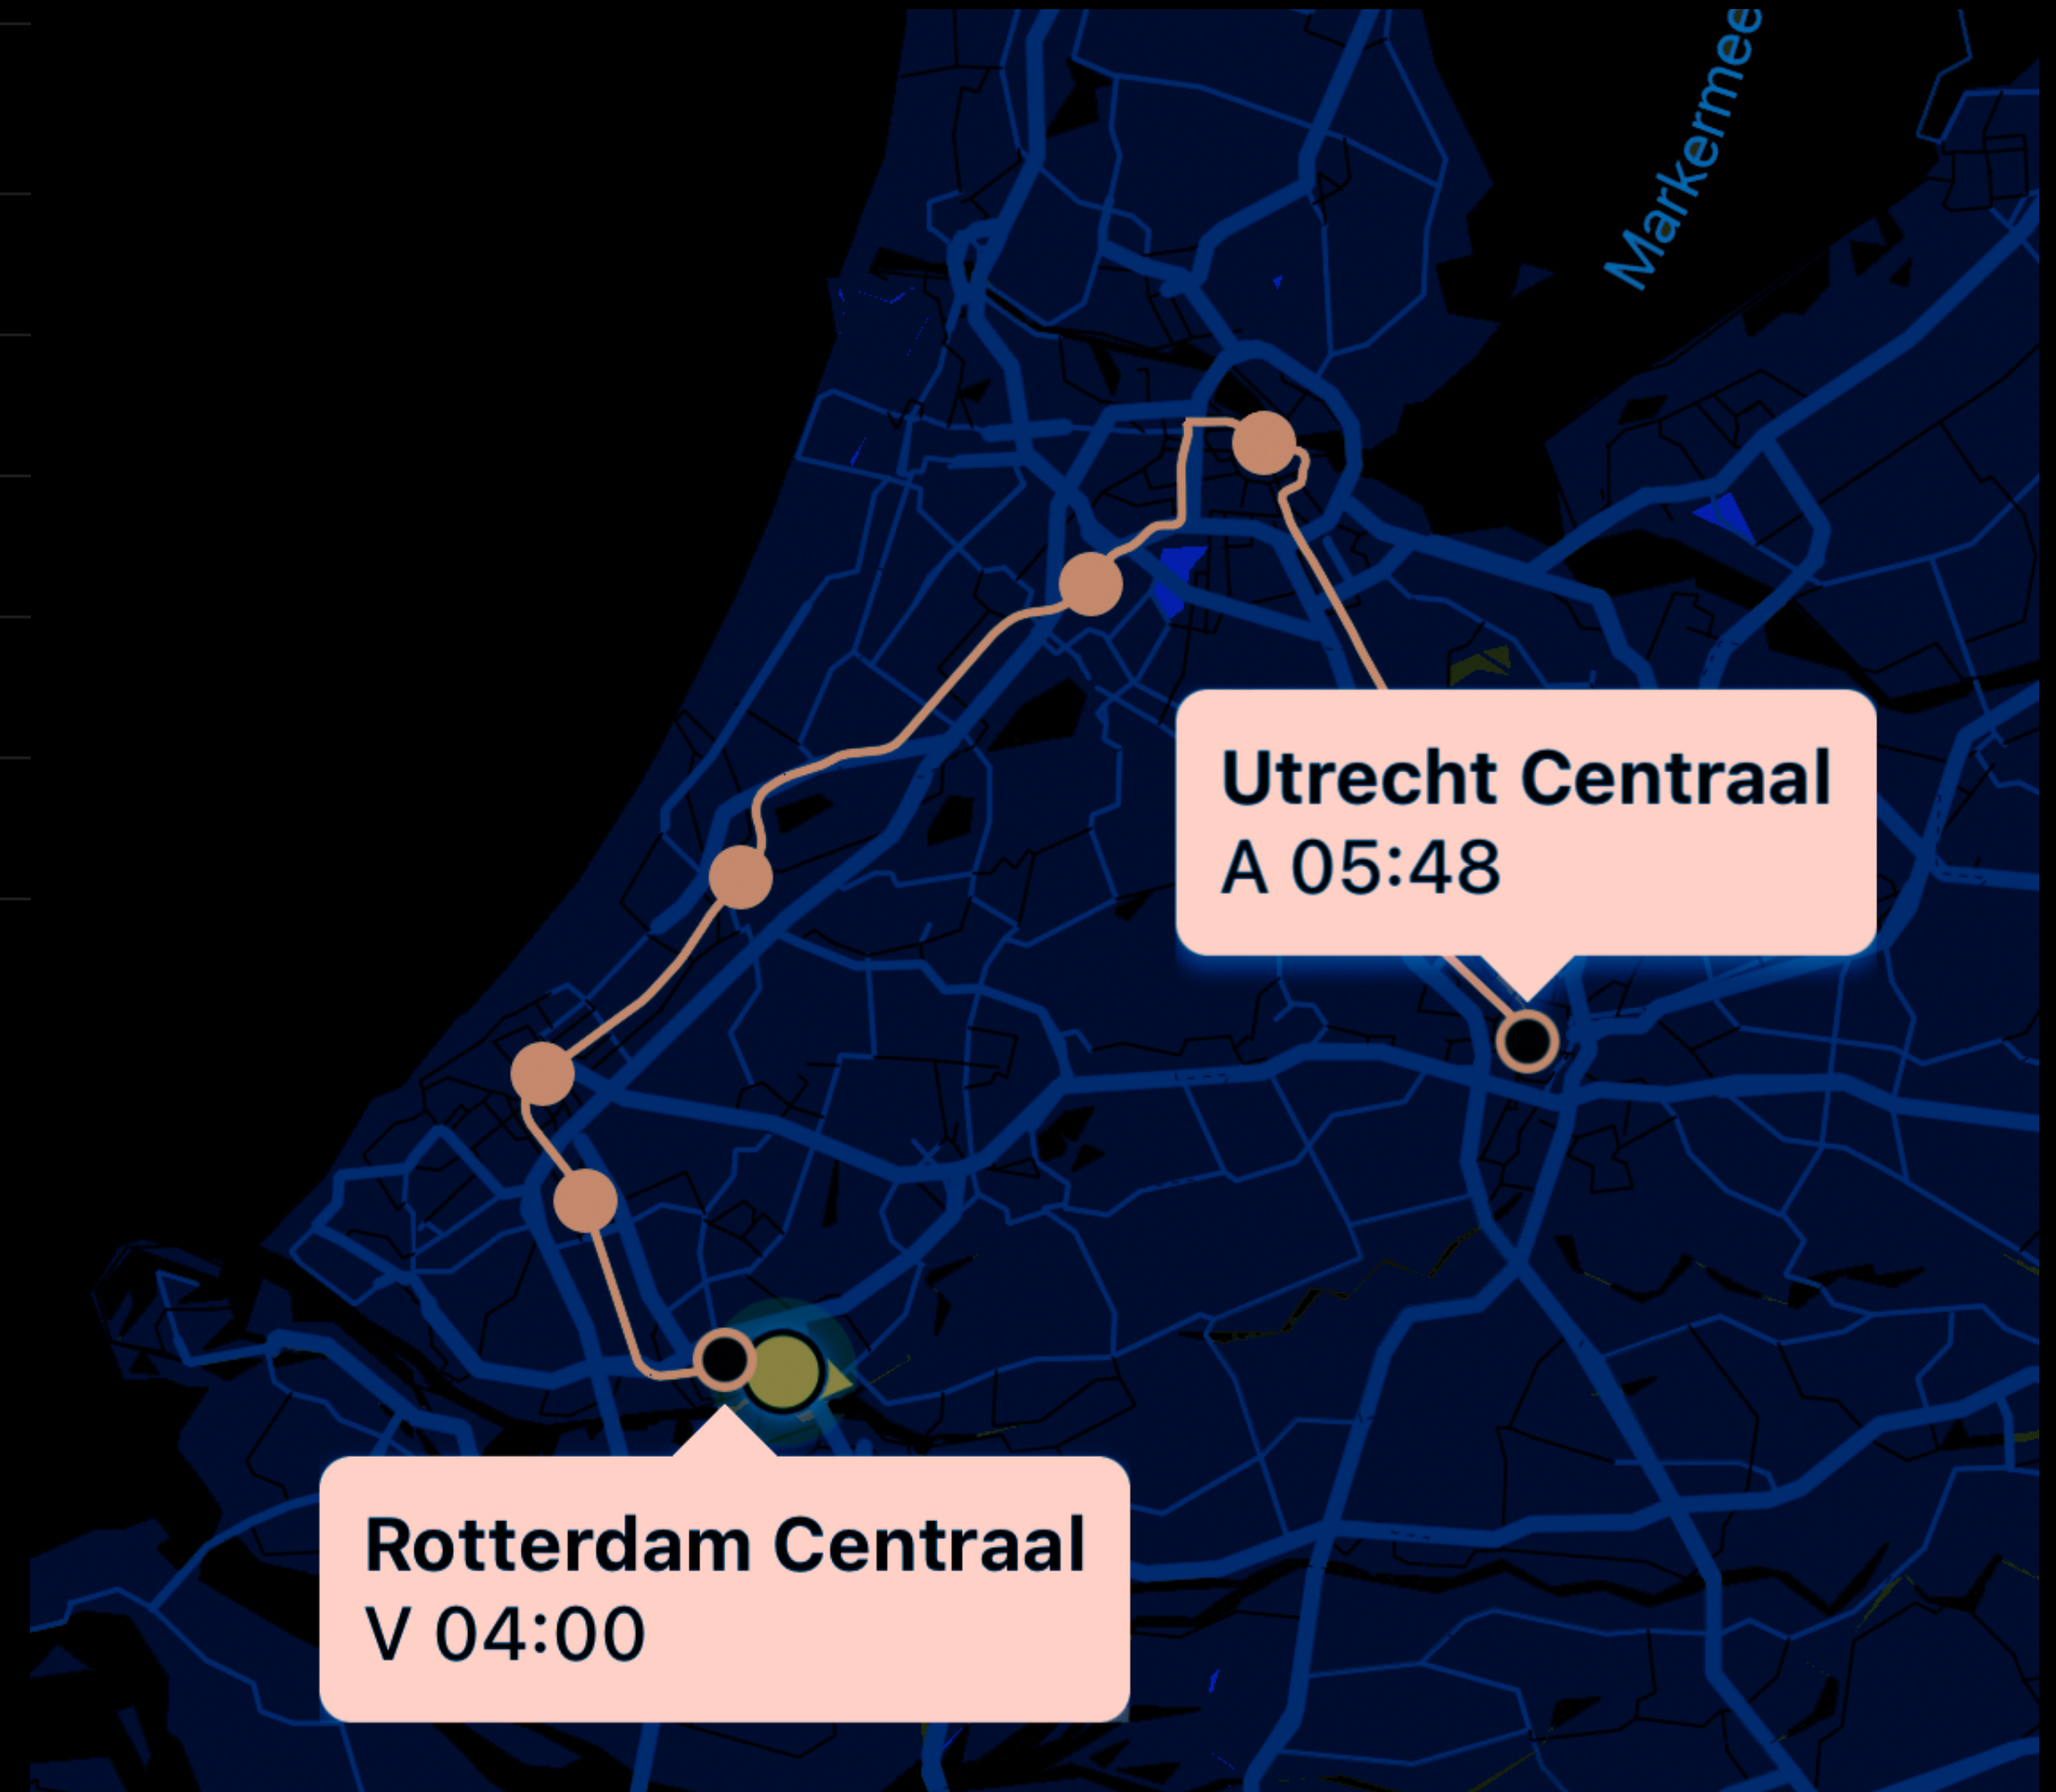 Markermee
Utrecht Centraal
A 05:48
Rotterdam Centraal
V 04:00